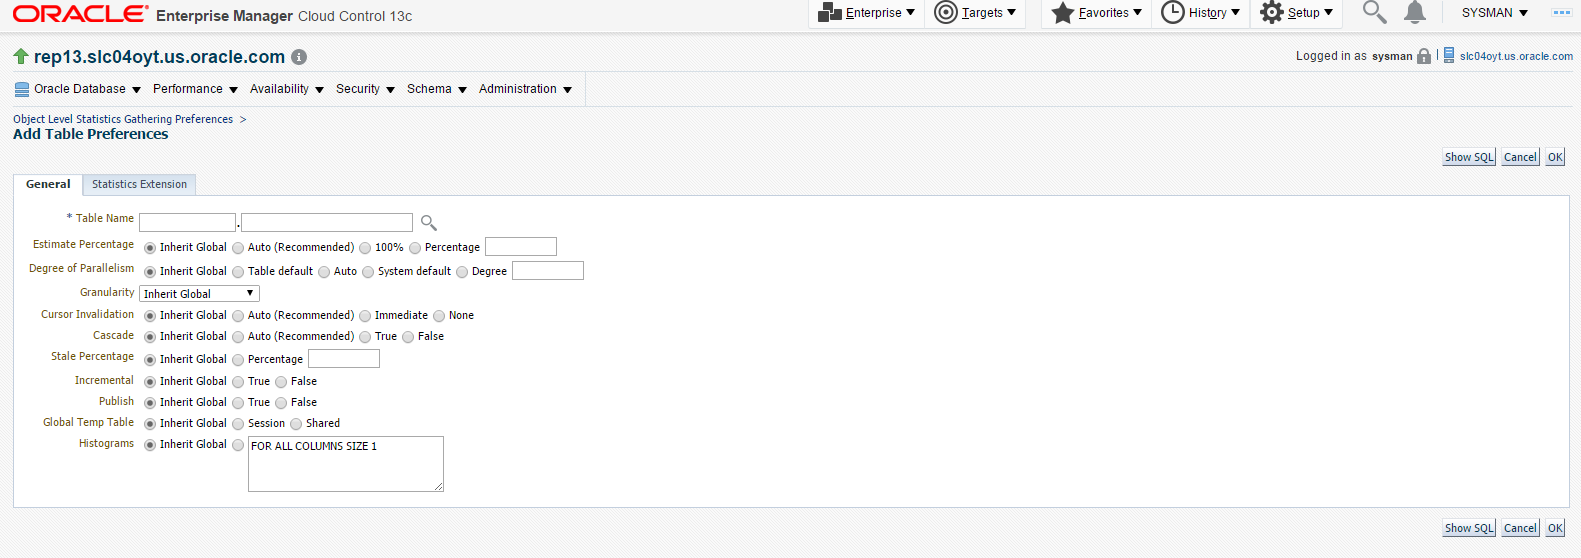 ORACLE® Enterprise Manager Cloud Control 13c Enterprise Targets Favorites History Setup SYSMAN
rep13.slc04oyt.us.oracle.com Logged in as sysman slc04oyt.us.oracle.com
Oracle Database Performance Availability Security Schema Administration
Object Level Statistics Gathering Preferences >
Add Table Preferences
Show SQL Cancel OK
General Statistics Extension
* Table Name .
Estimate Percentage Inherit Global Auto (Recommended) 100% Percentage
Degree of Parallelism Inherit Global Table default Auto System default Degree
Granularity Inherit Global
Cursor Invalidation Inherit Global Auto (Recommended) Immediate None
Cascade Inherit Global Auto (Recommended) True False
Stale Percentage Inherit Global Percentage
Incremental Inherit Global True False
Publish Inherit Global True False
Global Temp Table Inherit Global Session Shared
Histograms Inherit Global FOR ALL COLUMNS SIZE 1
Show SQL Cancel OK